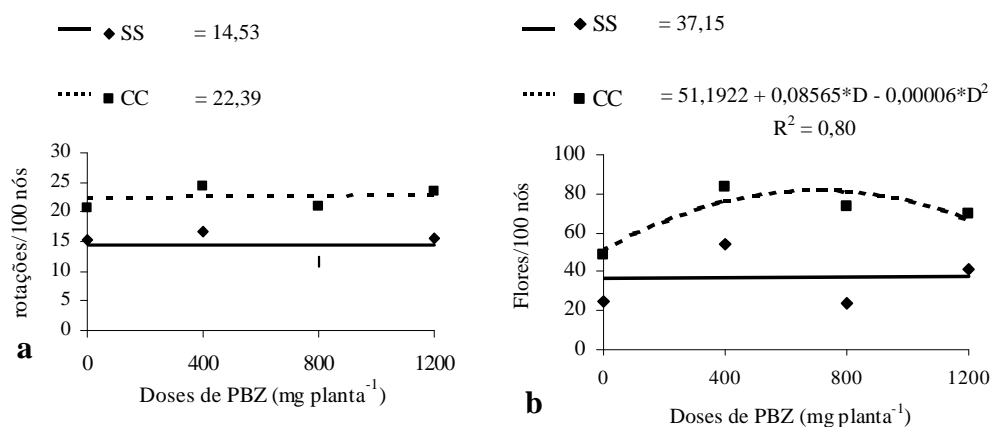 SS = 14,53
CC = 22,39
rotações/100 nós
30
25
20
15
10
5
0
0 400 800 1200
Doses de PBZ (mg planta-1)
a
SS = 37,15
CC = 51,1922 + 0,08565*D - 0,00006*D2
R2 = 0,80
Flores/100 nós
100
80
60
40
20
0
0 400 800 1200
Doses de PBZ (mg planta-1)
b